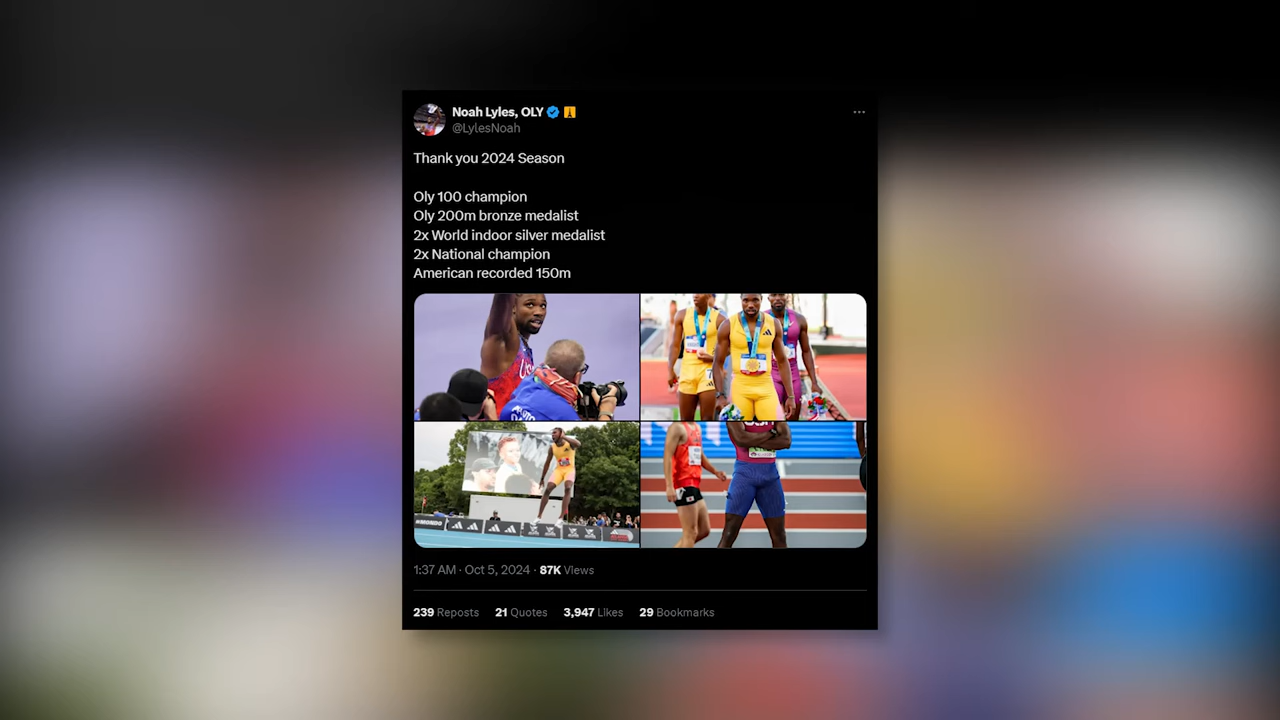 Noah Lyles, OLY
@LylesNoah
Thank you 2024 Season
Oly 100 champion
Oly 200m bronze medalist
2x World indoor silver medalist
2x National champion
American recorded 150m
MONDO
1:37 AM · Oct 5, 2024 · 87K Views
239 Reposts 21 Quotes 3,947 Likes 29 Bookmarks